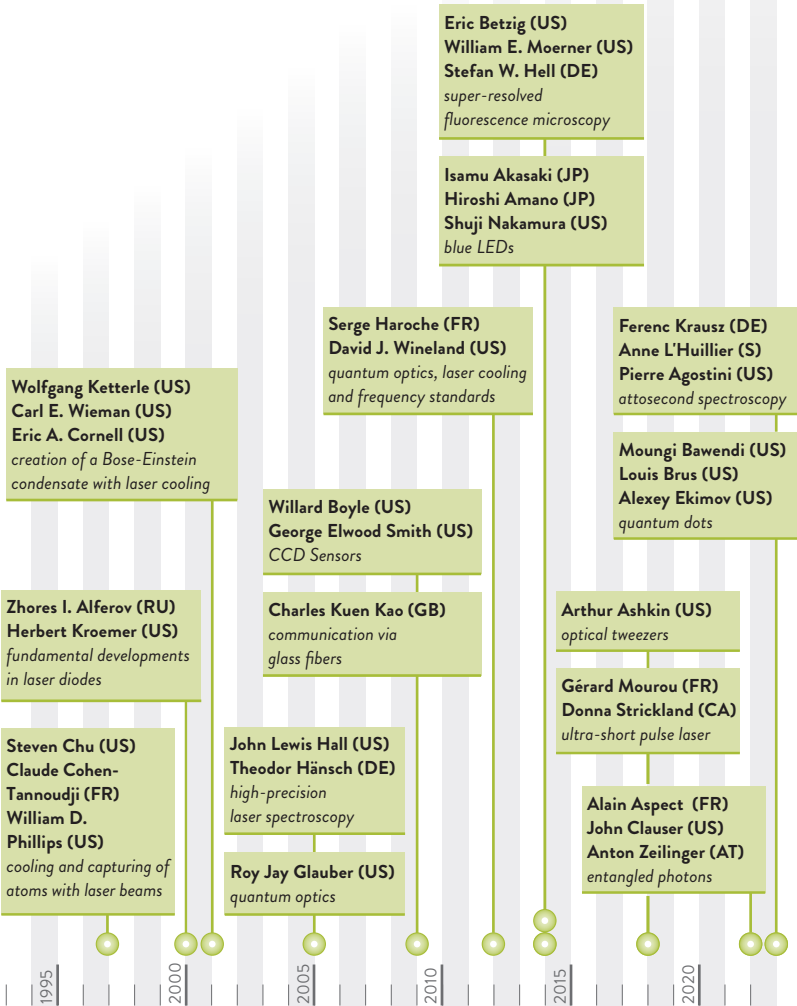 Eric Betzig (US)
William E. Moerner (US)
Stefan W. Hell (DE)
super-resolved
fluorescence microscopy
Isamu Akasaki (JP)
Hiroshi Amano (JP)
Shuji Nakamura (US)
blue LEDs
Serge Haroche (FR)
David J. Wineland (US)
quantum optics, laser cooling
and frequency standards
Ferenc Krausz (DE)
Anne L'Huillier (S)
Pierre Agostini (US)
attosecond spectroscopy
Wolfgang Ketterle (US)
Carl E. Wieman (US)
Eric A. Cornell (US)
creation of a Bose-Einstein
condensate with laser cooling
Moungi Bawendi (US)
Louis Brus (US)
Alexey Ekimov (US)
quantum dots
Willard Boyle (US)
George Elwood Smith (US)
CCD Sensors
Zhores I. Alferov (RU)
Herbert Kroemer (US)
fundamental developments
in laser diodes
Charles Kuen Kao (GB)
communication via
glass fibers
Arthur Ashkin (US)
optical tweezers
Gérard Mourou (FR)
Donna Strickland (CA)
ultra-short pulse laser
Steven Chu (US)
Claude Cohen-
Tannoudji (FR)
William D.
Phillips (US)
cooling and capturing of
atoms with laser beams
John Lewis Hall (US)
Theodor Hänsch (DE)
high-precision
laser spectroscopy
Roy Jay Glauber (US)
quantum optics
Alain Aspect (FR)
John Clauser (US)
Anton Zeilinger (AT)
entangled photons
1995
2000
2005
2010
2015
2020